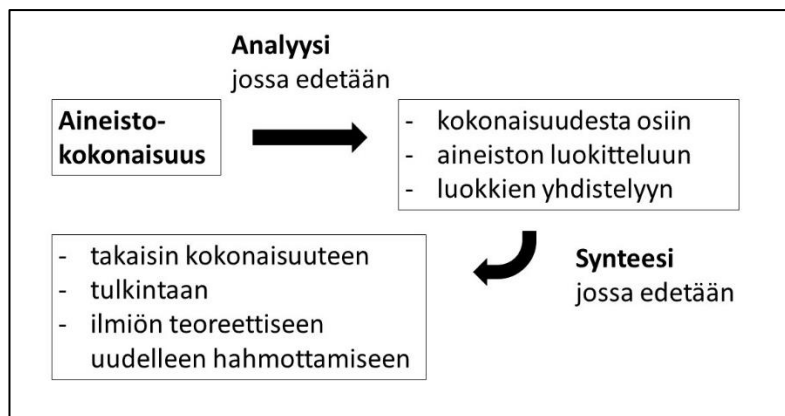 Analyysi
jossa edetään
Aineisto-
kokonaisuus
- kokonaisuudesta osiin
- aineiston luokitteluun
- luokkien yhdistelyyn
Synteesi
jossa edetään
- takaisin kokonaisuuteen
- tulkintaan
- ilmiön teoreettiseen
uudelleen hahmottamiseen